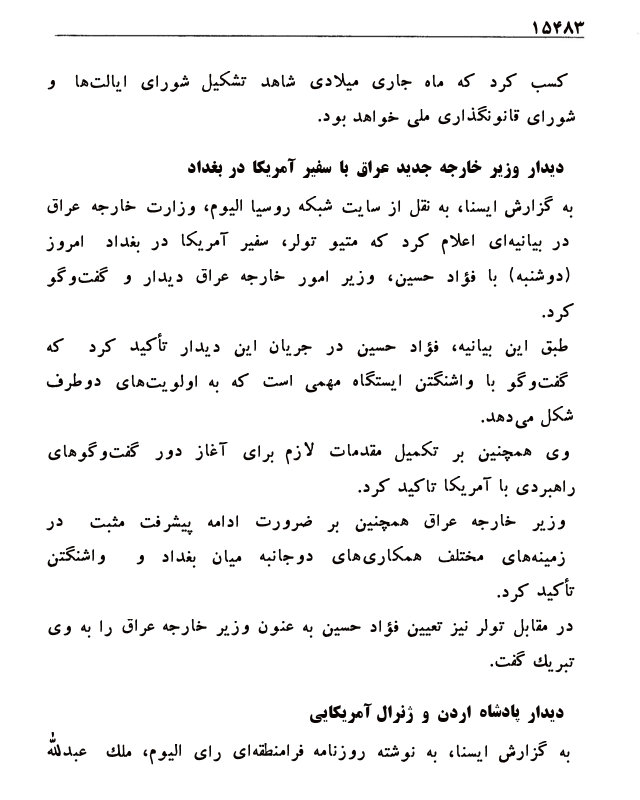 ۱۵۴۸۳
کسب کرد که ماه جاری میلادی شاهد تشکیل شورای ایالت‌ها و
شورای قانونگذاری ملی خواهد بود.
دیدار وزیر خارجه جدید عراق با سفیر آمریکا در بغداد
به گزارش ایسنا، به نقل از سایت شبکه روسیا الیوم، وزارت خارجه عراق
در بیانیه‌ای اعلام کرد که متیو تولر، سفیر آمریکا در بغداد امروز
(دوشنبه) با فؤاد حسین، وزیر امور خارجه عراق دیدار و گفت‌وگو
کرد.
طبق این بیانیه، فؤاد حسین در جریان این دیدار تأکید کرد که
گفت‌وگو با واشنگتن ایستگاه مهمی است که به اولویت‌های دوطرف
شکل می‌دهد.
وی همچنین بر تکمیل مقدمات لازم برای آغاز دور گفت‌وگوهای
راهبردی با آمریکا تاکید کرد.
وزیر خارجه عراق همچنین بر ضرورت ادامه پیشرفت مثبت در
زمینه‌های مختلف همکاری‌های دوجانبه میان بغداد و واشنگتن
تأکید کرد.
در مقابل تولر نیز تعیین فؤاد حسین به عنون وزیر خارجه عراق را به وی
تبریك گفت.
دیدار پادشاه اردن و ژنرال آمریکایی
به گزارش ایسنا، به نوشته روزنامه فرامنطقه‌ای رای الیوم، ملك عبدالله